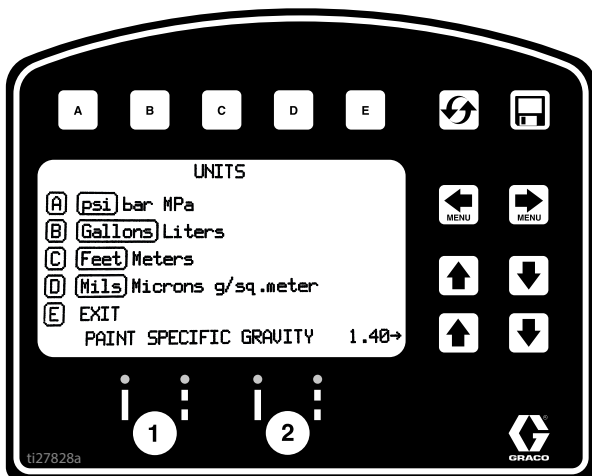 A B C D E
UNITS
A psi bar MPa
B Gallons Liters
C Feet Meters
D Mils Microns g/sq.meter
E EXIT
PAINT SPECIFIC GRAVITY 1.40→
MENU MENU
1 2
ti27828a
G
GRACO